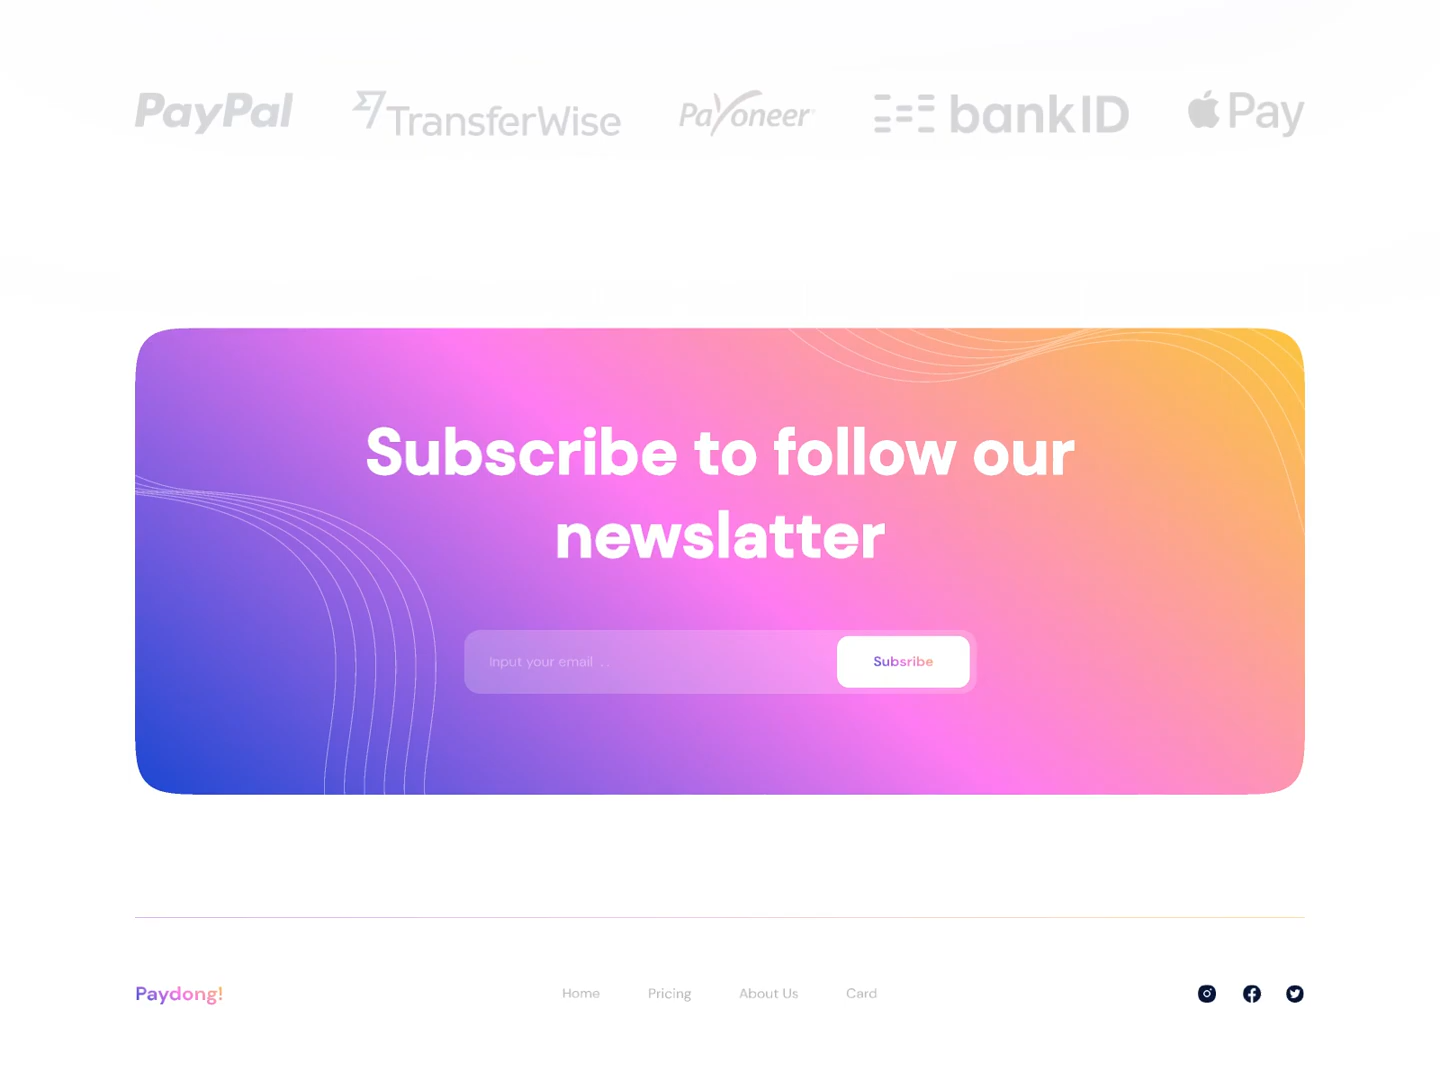 PayPal TransferWise Payoneer bankID Pay
Subscribe to follow our
newslatter
Input your email ...
Subsribe
Paydong! Home Pricing About Us Card